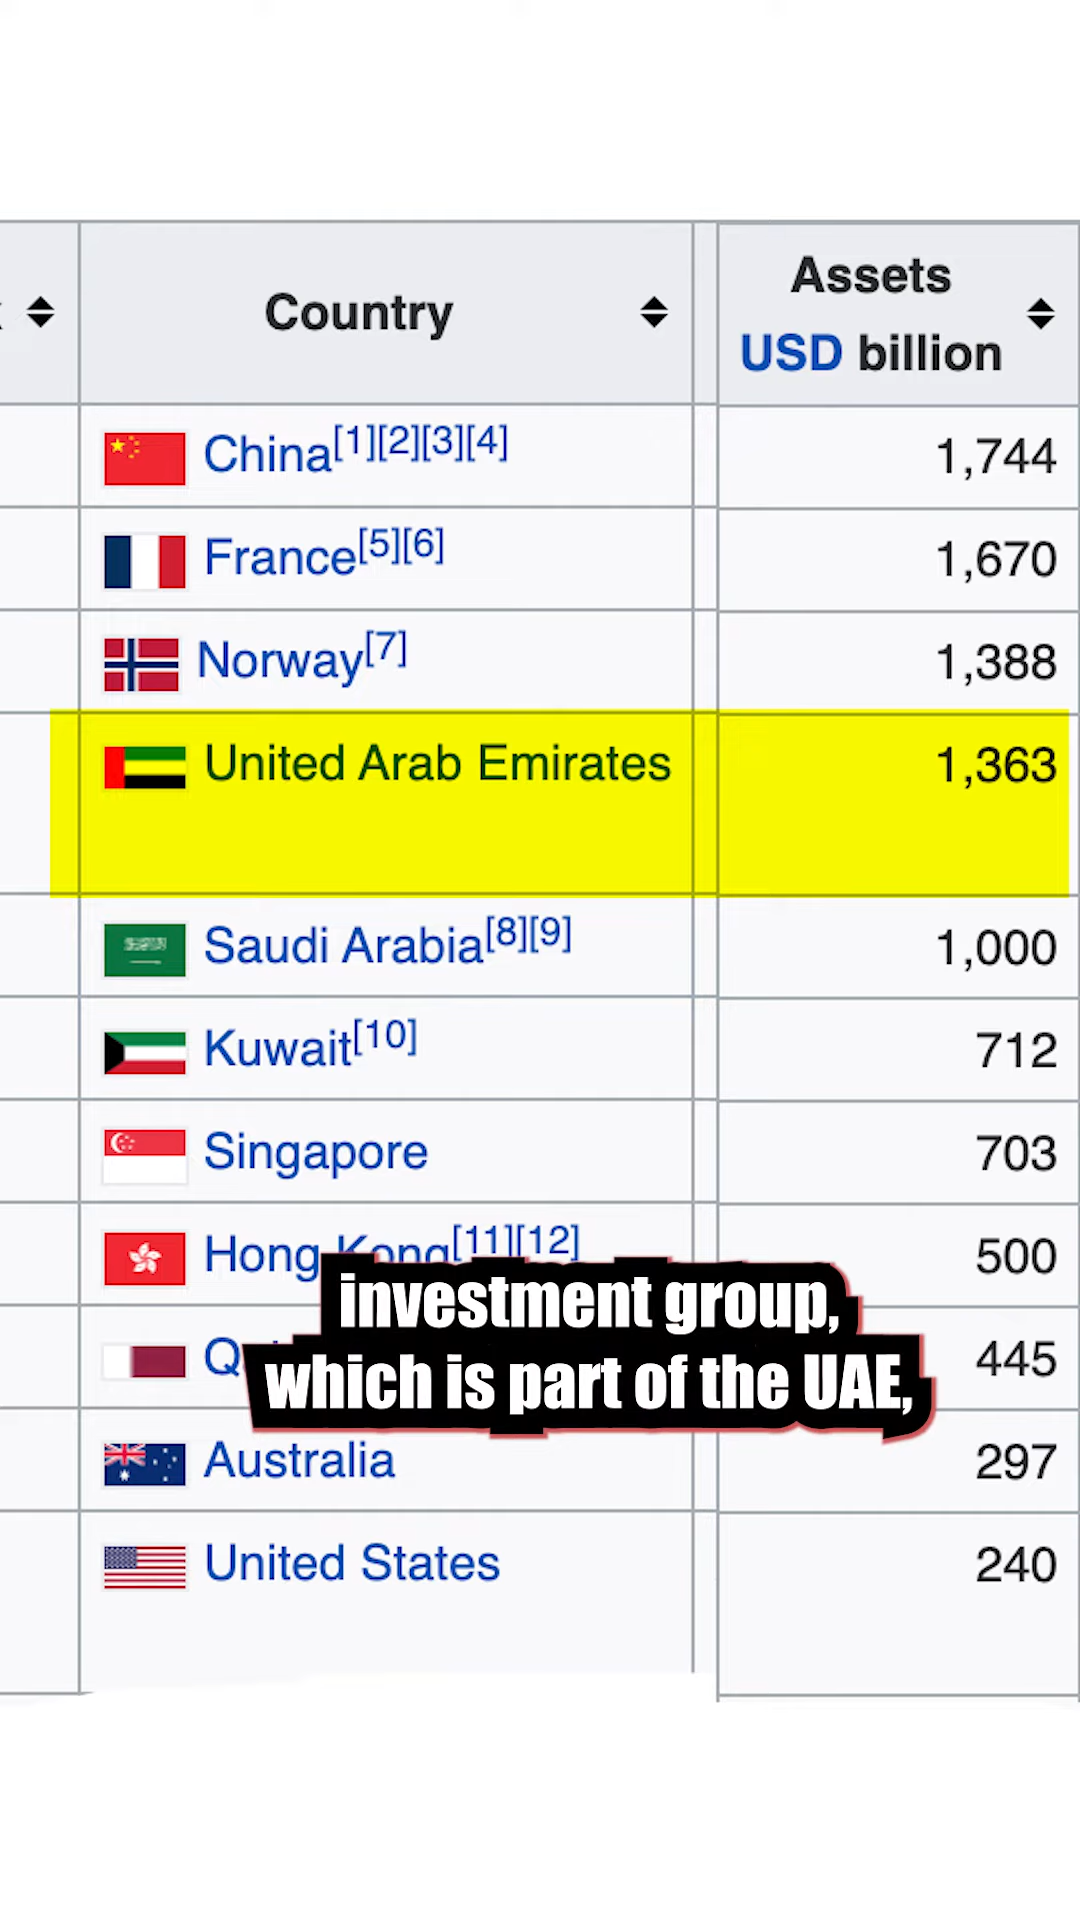 Country
Assets
USD billion
China[1][2][3][4] 1,744
France[5][6] 1,670
Norway[7] 1,388
United Arab Emirates 1,363
Saudi Arabia[8][9] 1,000
Kuwait[10] 712
Singapore 703
Hong Kong[11][12] 500
investment group,
Q 445
which is part of the UAE,
Australia 297
United States 240